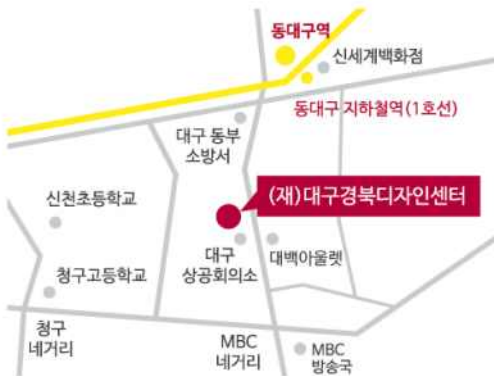 동대구역
신세계백화점
동대구 지하철역(1호선)
대구 동부
소방서
(재)대구경북디자인센터
신천초등학교
대구
상공회의소
대백아울렛
청구고등학교
청구
네거리
MBC
네거리
MBC
방송국